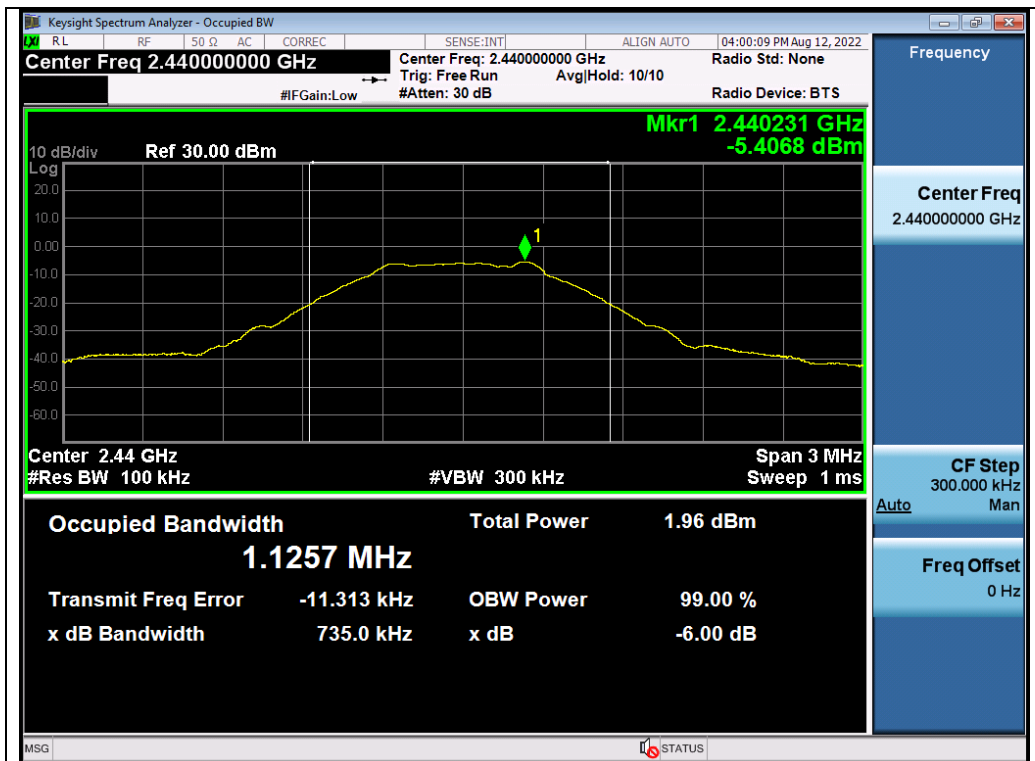 Keysight Spectrum Analyzer - Occupied BW
LXI RL RF 50 Ω AC CORREC SENSE:INT ALIGN AUTO 04:00:09 PM Aug 12, 2022
Center Freq 2.440000000 GHz
Center Freq: 2.440000000 GHz
Radio Std: None
Trig: Free Run Avg|Hold: 10/10
#IFGain:Low #Atten: 30 dB
Radio Device: BTS
Mkr1 2.440231 GHz
-5.4068 dBm
10 dB/div Ref 30.00 dBm
Log
20.0
10.0
1
0.00
-10.0
-20.0
-30.0
-40.0
-50.0
-60.0
Center 2.44 GHz Span 3 MHz
#Res BW 100 kHz #VBW 300 kHz Sweep 1 ms
Occupied Bandwidth Total Power 1.96 dBm
1.1257 MHz
Transmit Freq Error -11.313 kHz OBW Power 99.00 %
x dB Bandwidth 735.0 kHz x dB -6.00 dB
Frequency
Center Freq
2.440000000 GHz
CF Step
300.000 kHz
Auto Man
Freq Offset
0 Hz
MSG STATUS